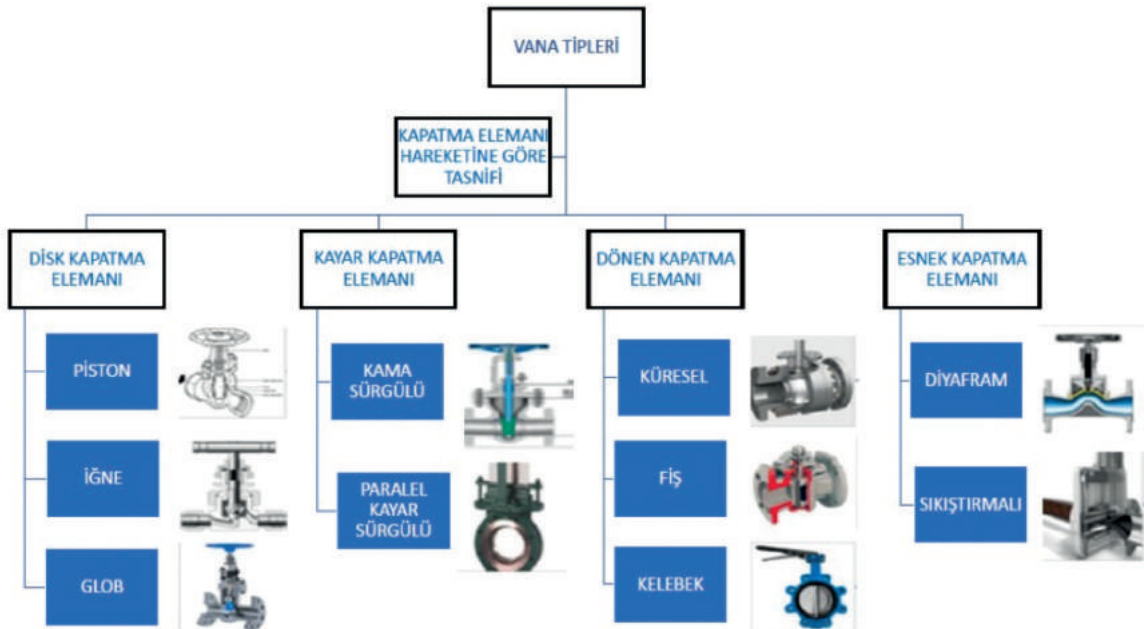 VANA TİPLERİ
KAPATMA ELEMANI
HAREKETİNE GÖRE
TASNİFİ
DİSK KAPATMA
ELEMANI
PİSTON
İĞNE
GLOB
KAYAR KAPATMA
ELEMANI
KAMA
SÜRGÜLÜ
PARALEL
KAYAR
SÜRGÜLÜ
DÖNEN KAPATMA
ELEMANI
KÜRESEL
FİŞ
KELEBEK
ESNEK KAPATMA
ELEMANI
DİYAFRAM
SIKIŞTIRMALI